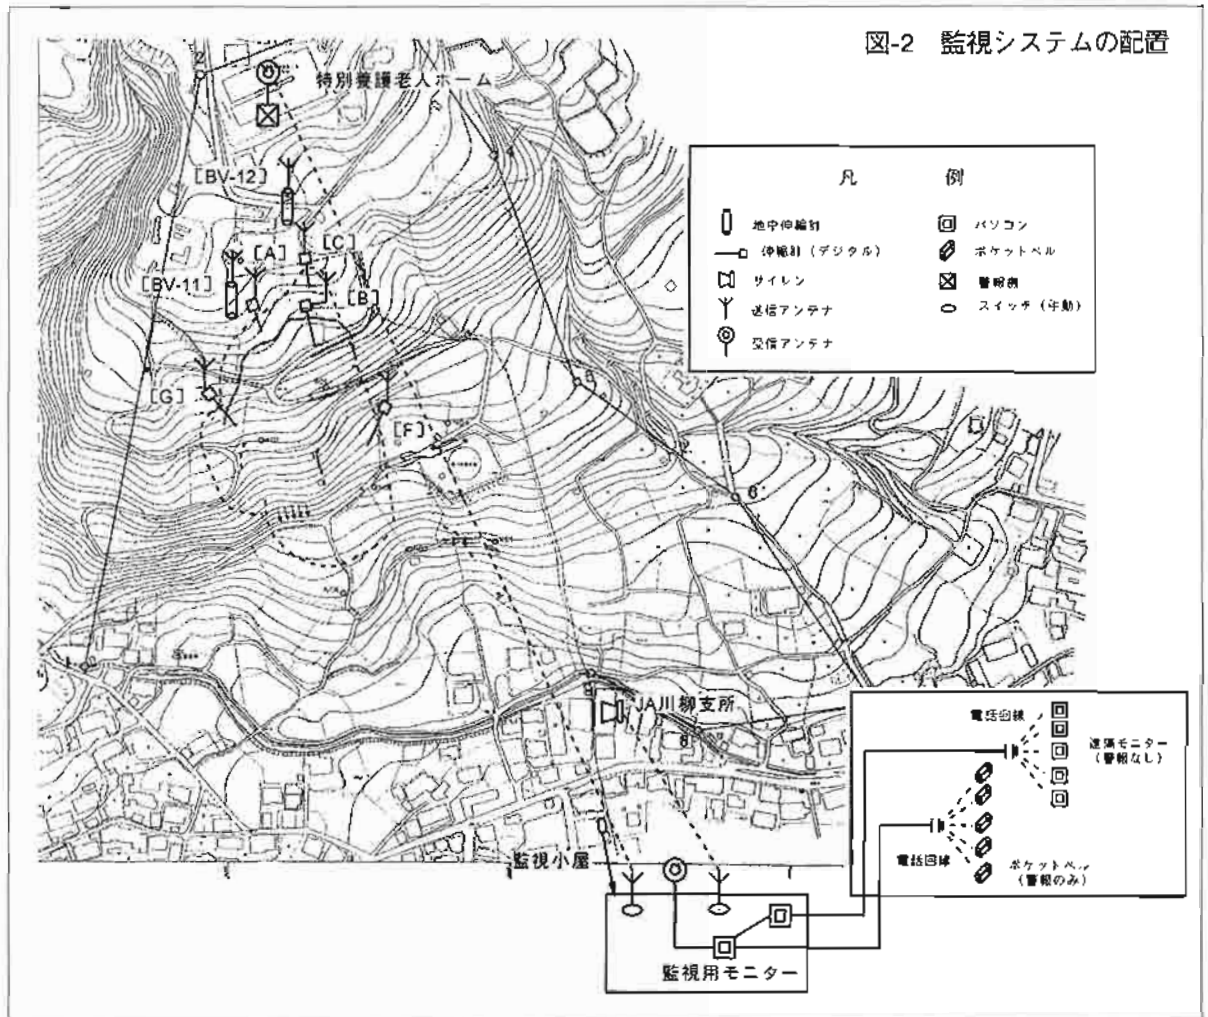 図-2 監視システムの配置
特別養護老人ホーム
[BV-12]
[A]
[C]
[BV-11]
[B]
[G]
[F]
凡 例
地中伸縮計
伸縮計(デジタル)
サイレン
送信アンテナ
受信アンテナ
パソコン
ポケットベル
警報機
スイッチ(手動)
2
4
5
6
1
8
JA川柳支所
監視小屋
監視用モニター
電話回線
遠隔モニター
(警報なし)
電話回線
ポケットベル
(警報のみ)